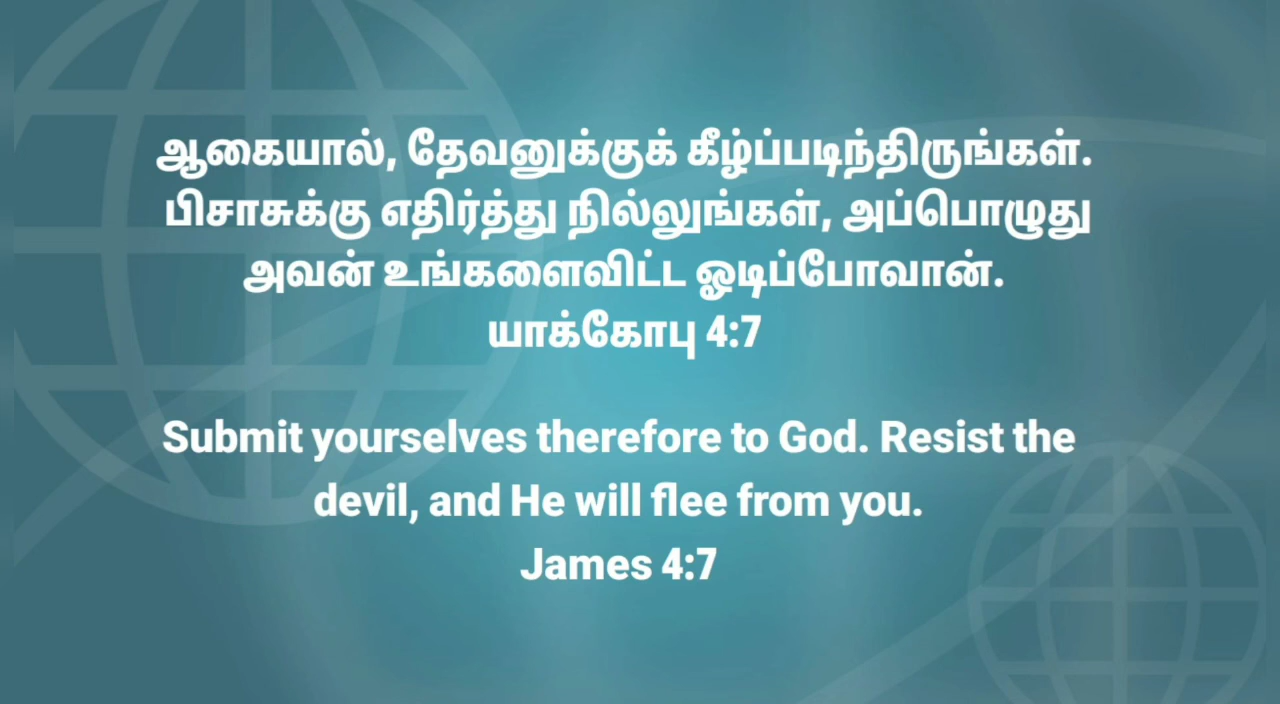 ஆகையால், தேவனுக்குக் கீழ்ப்படிந்திருங்கள்.
பிசாசுக்கு எதிர்த்து நில்லுங்கள், அப்பொழுது
அவன் உங்களைவிட்ட ஓடிப்போவான்.
யாக்கோபு 4:7
Submit yourselves therefore to God. Resist the
devil, and He will flee from you.
James 4:7